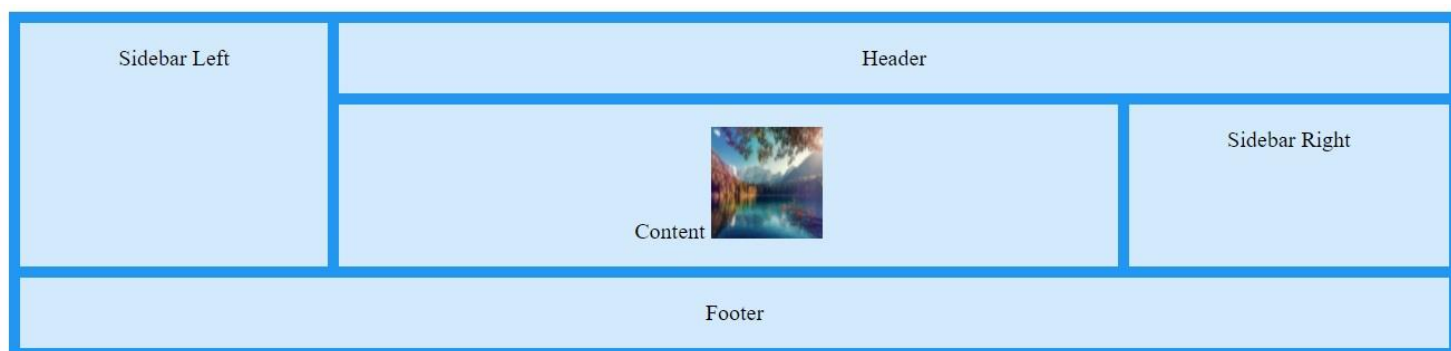 Sidebar Left
Header
Content
Sidebar Right
Footer